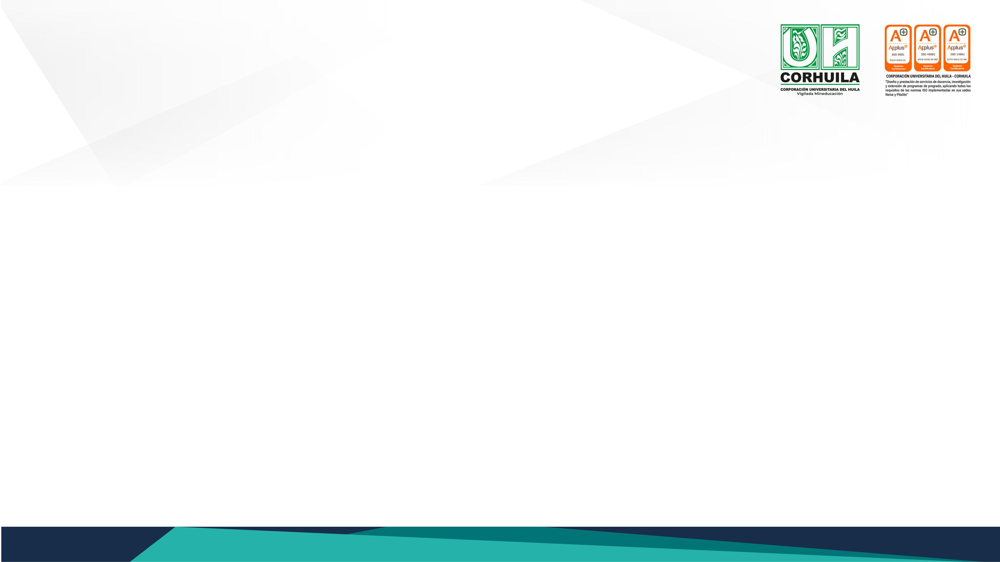 UH
CORHUILA
CORPORACIÓN UNIVERSITARIA DEL HUILA
Vigilada Mineducación
A+ A+ A+
Applus+ Applus+ Applus+
ISO 9001 ISO 45001 ISO 14001
ECCO-0364/16 ECCO-0230/20-SST ECCO-0012/22-MA
Systems Systems Systems
Certification Certification Certification
CORPORACIÓN UNIVERSITARIA DEL HUILA - CORHUILA
"Diseño y prestación de servicios de docencia, investigación
y extensión de programas de pregrado, aplicando todos los
requisitos de las normas ISO implementadas en sus sedes
Neiva y Pitalito"